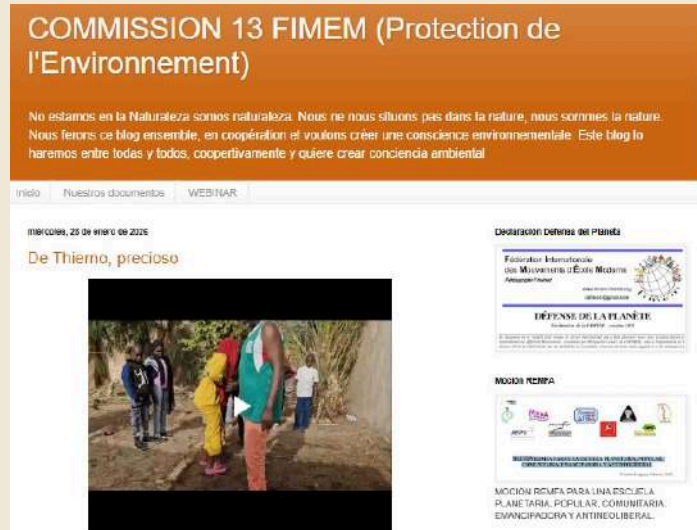 COMMISSION 13 FIMEM (Protection de
l'Environnement)
No estamos en la Naturaleza somos naturaleza. Nous ne nous situons pas dans la nature, nous sommes la nature.
Nous ferons ce blog ensemble, en coopération et voulons créer une conscience environnementale. Este blog lo
haremos entre todas y todos, coopertivamente y quiere crear conciencia ambiental
Inicio Nuestros documentos WEBINAR
miércoles, de enero de
De Thierno, precioso
Declaración Defensa del Planeta
Fédération Internationale
des Mouvements d'École Moderne
Pédagogie Freinet
DÉFENSE DE LA PLANÈTE
Moción REMFA
MOCIÓN REMFA PARA UNA ESCUELA
PLANETARIA, POPULAR, COMUNITARIA,
EMANCIPADORA Y ANTINEOLIBERAL.